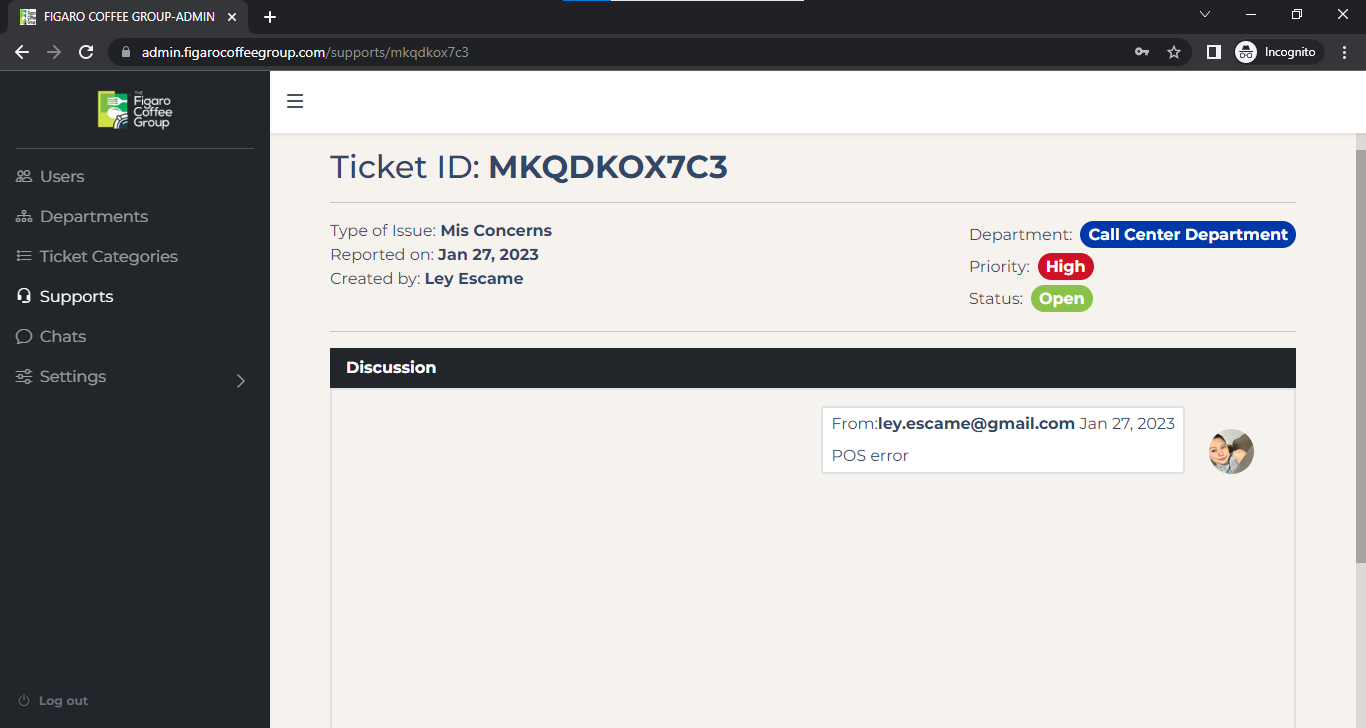 FIGARO COFFEE GROUP-ADMIN
admin.figarocoffeegroup.com/supports/mkqdkox7c3
Incognito
THE
Figaro
Coffee
Group
Users
Departments
Ticket Categories
Supports
Chats
Settings
Log out
Ticket ID: MKQDKOX7C3
Type of Issue: Mis Concerns
Reported on: Jan 27, 2023
Created by: Ley Escame
Department: Call Center Department
Priority: High
Status: Open
Discussion
From:ley.escame@gmail.com Jan 27, 2023
POS error